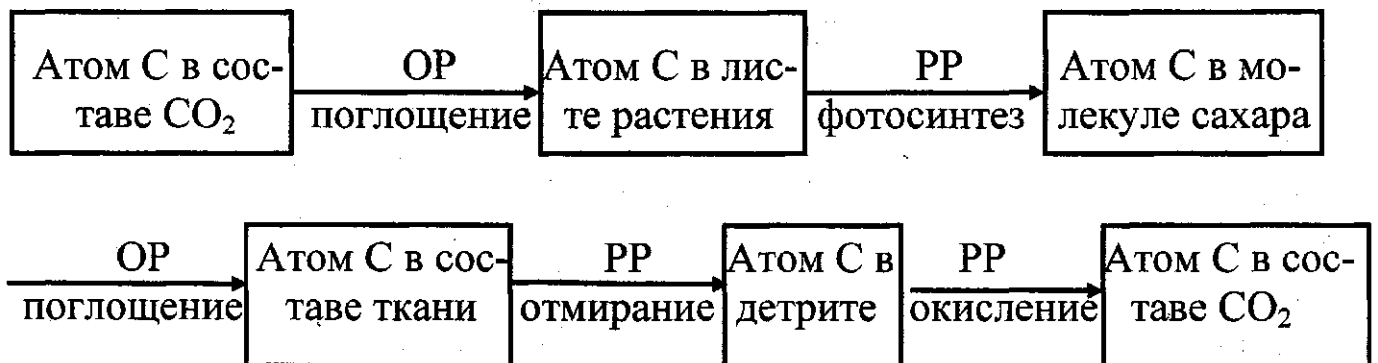 Атом С в сос-
таве CO₂
ОР
поглощение
Атом С в лис-
те растения
РР
фотосинтез
Атом С в мо-
лекуле сахара
ОР
поглощение
Атом С в сос-
таве ткани
РР
отмирание
Атом С в
детрите
РР
окисление
Атом С в сос-
таве CO₂